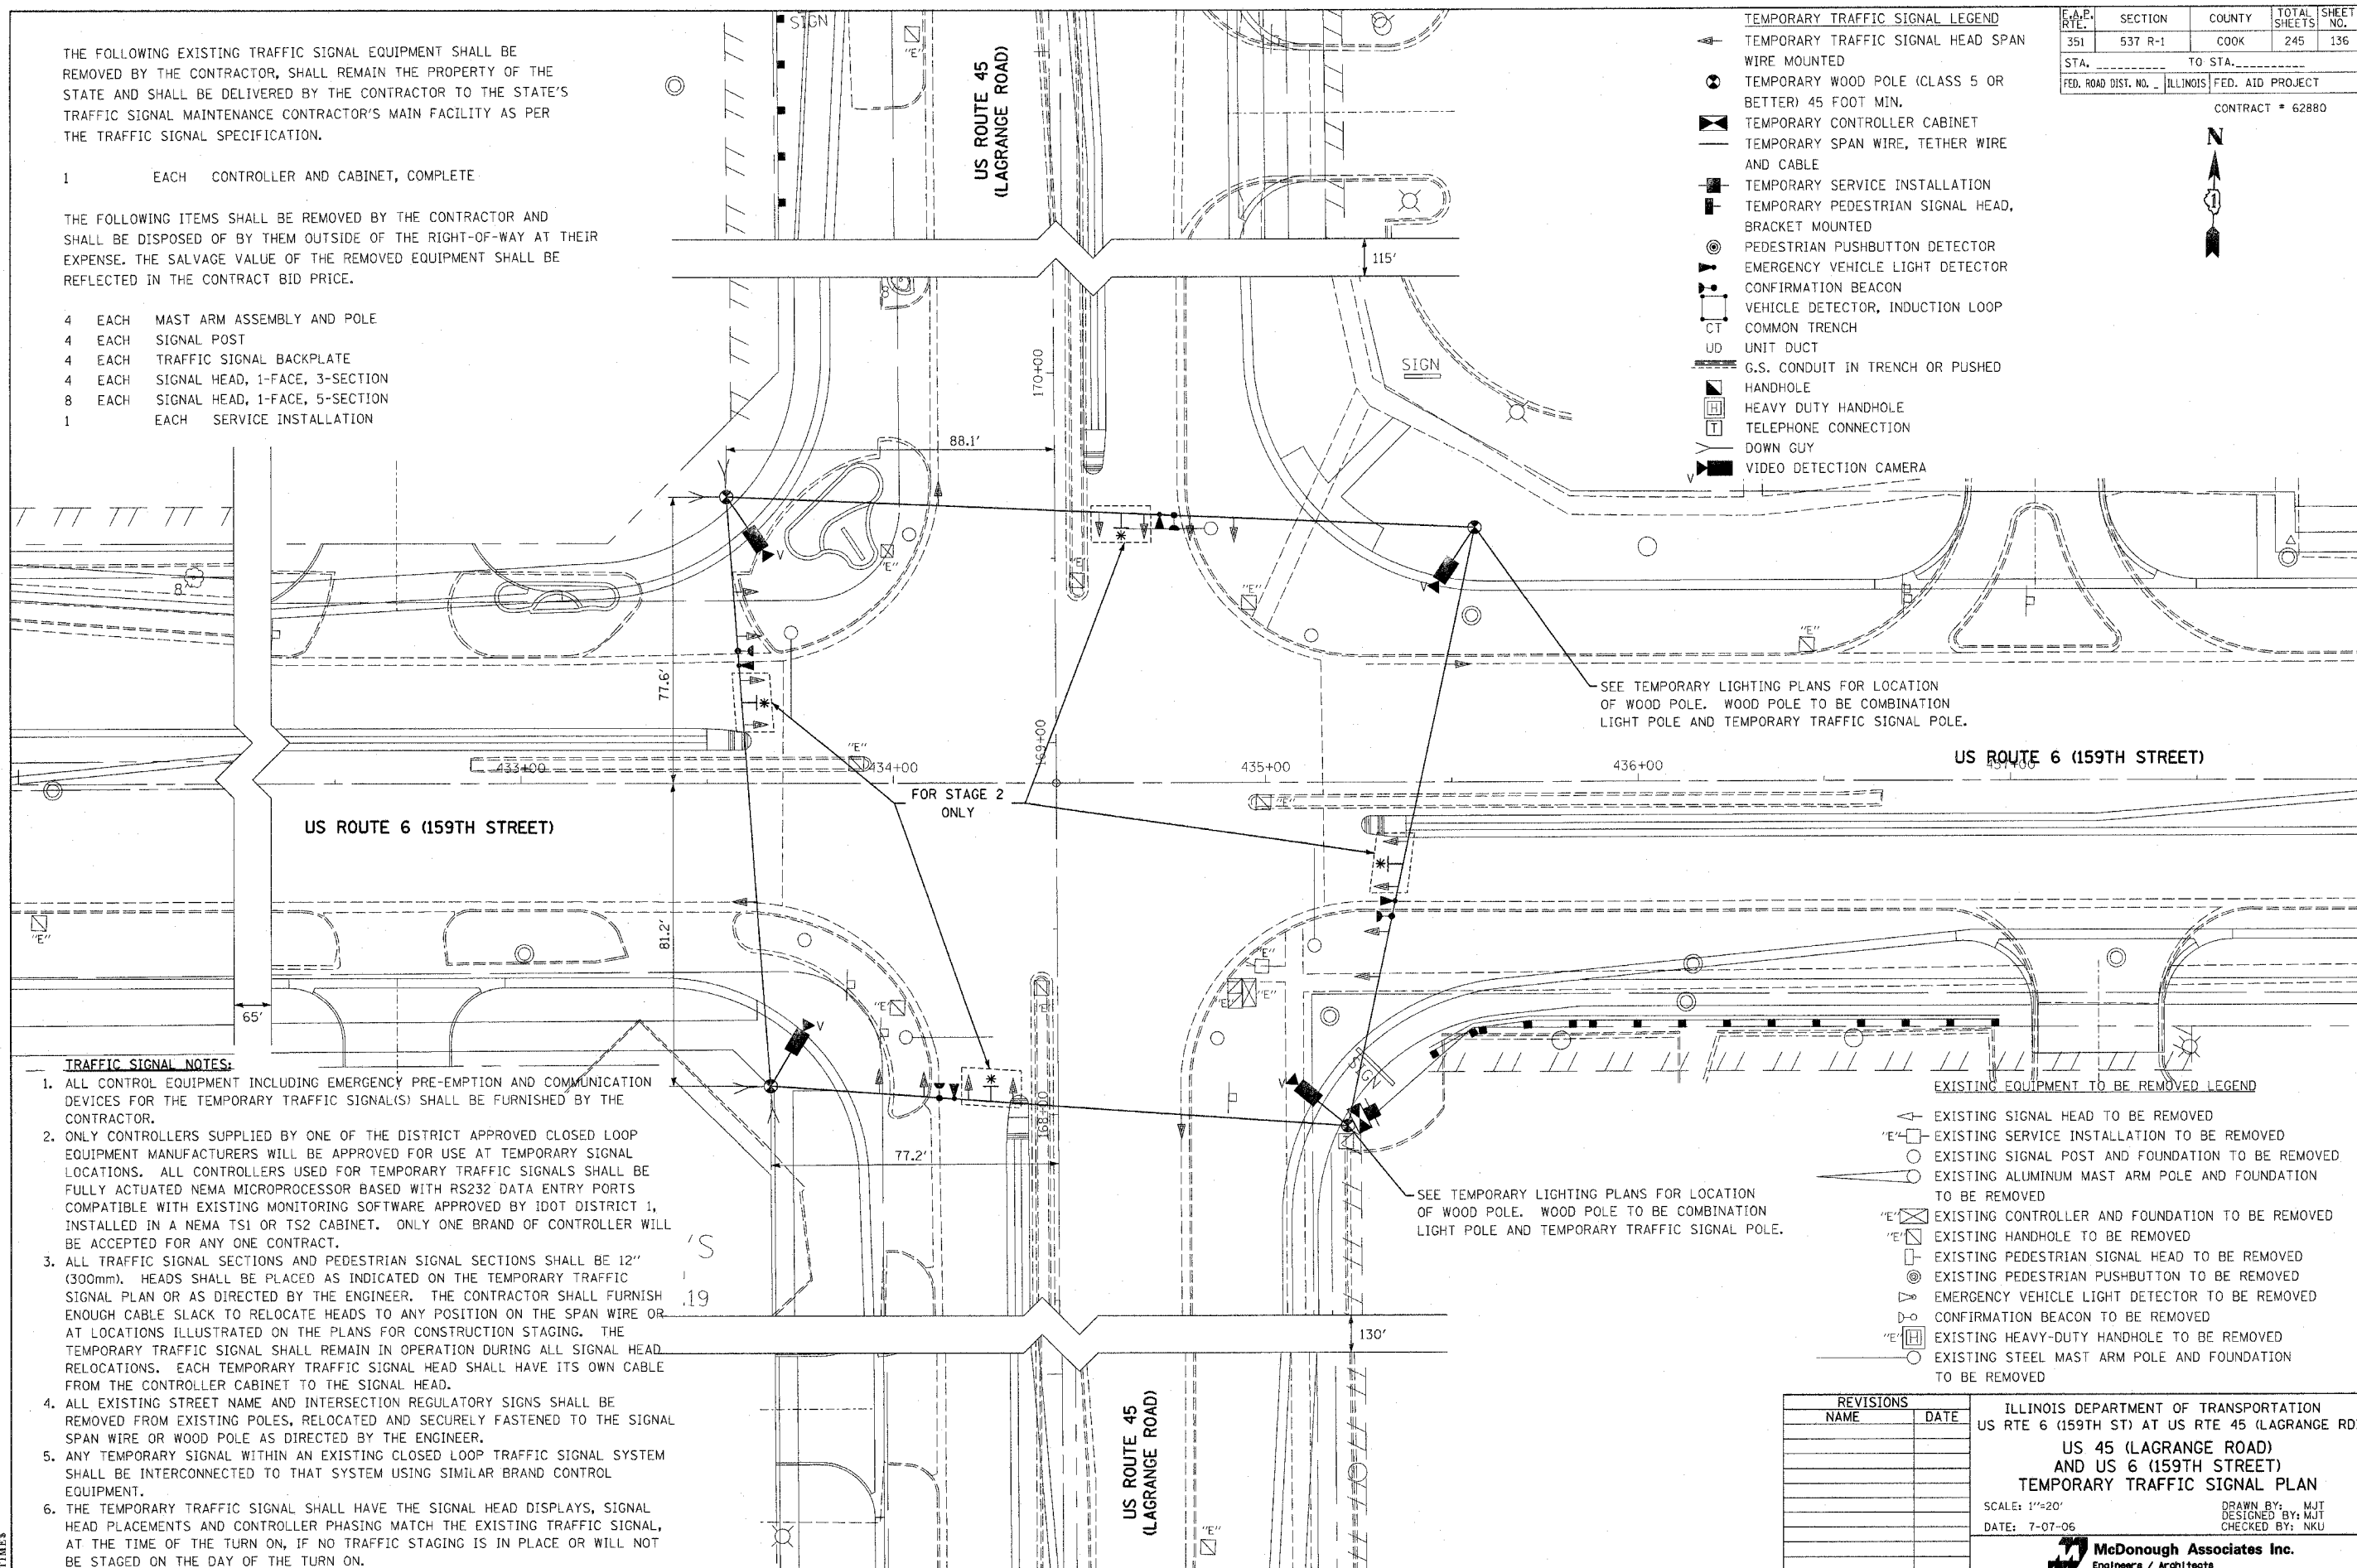 THE FOLLOWING EXISTING TRAFFIC SIGNAL EQUIPMENT SHALL BE
REMOVED BY THE CONTRACTOR, SHALL REMAIN THE PROPERTY OF THE
STATE AND SHALL BE DELIVERED BY THE CONTRACTOR TO THE STATE'S
TRAFFIC SIGNAL MAINTENANCE CONTRACTOR'S MAIN FACILITY AS PER
THE TRAFFIC SIGNAL SPECIFICATION.
1 EACH CONTROLLER AND CABINET, COMPLETE
THE FOLLOWING ITEMS SHALL BE REMOVED BY THE CONTRACTOR AND
SHALL BE DISPOSED OF BY THEM OUTSIDE OF THE RIGHT-OF-WAY AT THEIR
EXPENSE. THE SALVAGE VALUE OF THE REMOVED EQUIPMENT SHALL BE
REFLECTED IN THE CONTRACT BID PRICE.
4 EACH MAST ARM ASSEMBLY AND POLE
4 EACH SIGNAL POST
4 EACH TRAFFIC SIGNAL BACKPLATE
4 EACH SIGNAL HEAD, 1-FACE, 3-SECTION
8 EACH SIGNAL HEAD, 1-FACE, 5-SECTION
1 EACH SERVICE INSTALLATION
SIGN
"E"
US ROUTE 45
(LAGRANGE ROAD)
TEMPORARY TRAFFIC SIGNAL LEGEND
TEMPORARY TRAFFIC SIGNAL HEAD SPAN
WIRE MOUNTED
TEMPORARY WOOD POLE (CLASS 5 OR
BETTER) 45 FOOT MIN.
TEMPORARY CONTROLLER CABINET
TEMPORARY SPAN WIRE, TETHER WIRE
AND CABLE
TEMPORARY SERVICE INSTALLATION
TEMPORARY PEDESTRIAN SIGNAL HEAD,
BRACKET MOUNTED
PEDESTRIAN PUSHBUTTON DETECTOR
EMERGENCY VEHICLE LIGHT DETECTOR
CONFIRMATION BEACON
VEHICLE DETECTOR, INDUCTION LOOP
CT COMMON TRENCH
UD UNIT DUCT
G.S. CONDUIT IN TRENCH OR PUSHED
HANDHOLE
H HEAVY DUTY HANDHOLE
T TELEPHONE CONNECTION
DOWN GUY
V VIDEO DETECTION CAMERA
F.A.P. RTE. SECTION COUNTY TOTAL SHEETS SHEET NO.
351 537 R-1 COOK 245 136
STA. TO STA.
FED. ROAD DIST. NO. ILLINOIS FED. AID PROJECT
CONTRACT # 62880
N
1
115'
8
170+00
SIGN
88.1'
V
"E"
*
E
V
"E"
"E"
8
77.6'
*
169+00
SEE TEMPORARY LIGHTING PLANS FOR LOCATION
OF WOOD POLE. WOOD POLE TO BE COMBINATION
LIGHT POLE AND TEMPORARY TRAFFIC SIGNAL POLE.
"E"
433+00
434+00
435+00
436+00
437+00
US ROUTE 6 (159TH STREET)
FOR STAGE 2
ONLY
"E"
US ROUTE 6 (159TH STREET)
*
"E"
81.2'
"E"
"E"
"E"
"E"
"E"
65'
V
*
168+00
V
SIGN
77.2'
TRAFFIC SIGNAL NOTES:
1. ALL CONTROL EQUIPMENT INCLUDING EMERGENCY PRE-EMPTION AND COMMUNICATION
DEVICES FOR THE TEMPORARY TRAFFIC SIGNAL(S) SHALL BE FURNISHED BY THE
CONTRACTOR.
2. ONLY CONTROLLERS SUPPLIED BY ONE OF THE DISTRICT APPROVED CLOSED LOOP
EQUIPMENT MANUFACTURERS WILL BE APPROVED FOR USE AT TEMPORARY SIGNAL
LOCATIONS. ALL CONTROLLERS USED FOR TEMPORARY TRAFFIC SIGNALS SHALL BE
FULLY ACTUATED NEMA MICROPROCESSOR BASED WITH RS232 DATA ENTRY PORTS
COMPATIBLE WITH EXISTING MONITORING SOFTWARE APPROVED BY IDOT DISTRICT 1,
INSTALLED IN A NEMA TS1 OR TS2 CABINET. ONLY ONE BRAND OF CONTROLLER WILL
BE ACCEPTED FOR ANY ONE CONTRACT.
3. ALL TRAFFIC SIGNAL SECTIONS AND PEDESTRIAN SIGNAL SECTIONS SHALL BE 12''
(300mm). HEADS SHALL BE PLACED AS INDICATED ON THE TEMPORARY TRAFFIC
SIGNAL PLAN OR AS DIRECTED BY THE ENGINEER. THE CONTRACTOR SHALL FURNISH
ENOUGH CABLE SLACK TO RELOCATE HEADS TO ANY POSITION ON THE SPAN WIRE OR
AT LOCATIONS ILLUSTRATED ON THE PLANS FOR CONSTRUCTION STAGING. THE
TEMPORARY TRAFFIC SIGNAL SHALL REMAIN IN OPERATION DURING ALL SIGNAL HEAD
RELOCATIONS. EACH TEMPORARY TRAFFIC SIGNAL HEAD SHALL HAVE ITS OWN CABLE
FROM THE CONTROLLER CABINET TO THE SIGNAL HEAD.
4. ALL EXISTING STREET NAME AND INTERSECTION REGULATORY SIGNS SHALL BE
REMOVED FROM EXISTING POLES, RELOCATED AND SECURELY FASTENED TO THE SIGNAL
SPAN WIRE OR WOOD POLE AS DIRECTED BY THE ENGINEER.
5. ANY TEMPORARY SIGNAL WITHIN AN EXISTING CLOSED LOOP TRAFFIC SIGNAL SYSTEM
SHALL BE INTERCONNECTED TO THAT SYSTEM USING SIMILAR BRAND CONTROL
EQUIPMENT.
6. THE TEMPORARY TRAFFIC SIGNAL SHALL HAVE THE SIGNAL HEAD DISPLAYS, SIGNAL
HEAD PLACEMENTS AND CONTROLLER PHASING MATCH THE EXISTING TRAFFIC SIGNAL,
AT THE TIME OF THE TURN ON, IF NO TRAFFIC STAGING IS IN PLACE OR WILL NOT
BE STAGED ON THE DAY OF THE TURN ON.
TIMES
'S
.19
SEE TEMPORARY LIGHTING PLANS FOR LOCATION
OF WOOD POLE. WOOD POLE TO BE COMBINATION
LIGHT POLE AND TEMPORARY TRAFFIC SIGNAL POLE.
130'
US ROUTE 45
(LAGRANGE ROAD)
"E"
EXISTING EQUIPMENT TO BE REMOVED LEGEND
EXISTING SIGNAL HEAD TO BE REMOVED
"E" EXISTING SERVICE INSTALLATION TO BE REMOVED
EXISTING SIGNAL POST AND FOUNDATION TO BE REMOVED
EXISTING ALUMINUM MAST ARM POLE AND FOUNDATION
TO BE REMOVED
"E" EXISTING CONTROLLER AND FOUNDATION TO BE REMOVED
"E" EXISTING HANDHOLE TO BE REMOVED
EXISTING PEDESTRIAN SIGNAL HEAD TO BE REMOVED
EXISTING PEDESTRIAN PUSHBUTTON TO BE REMOVED
EMERGENCY VEHICLE LIGHT DETECTOR TO BE REMOVED
CONFIRMATION BEACON TO BE REMOVED
"E" H EXISTING HEAVY-DUTY HANDHOLE TO BE REMOVED
EXISTING STEEL MAST ARM POLE AND FOUNDATION
TO BE REMOVED
REVISIONS
NAME DATE
ILLINOIS DEPARTMENT OF TRANSPORTATION
US RTE 6 (159TH ST) AT US RTE 45 (LAGRANGE RD
US 45 (LAGRANGE ROAD)
AND US 6 (159TH STREET)
TEMPORARY TRAFFIC SIGNAL PLAN
SCALE: 1''=20'
DATE: 7-07-06
DRAWN BY: MJT
DESIGNED BY: MJT
CHECKED BY: NKU
McDonough Associates Inc.
Engineers / Architects